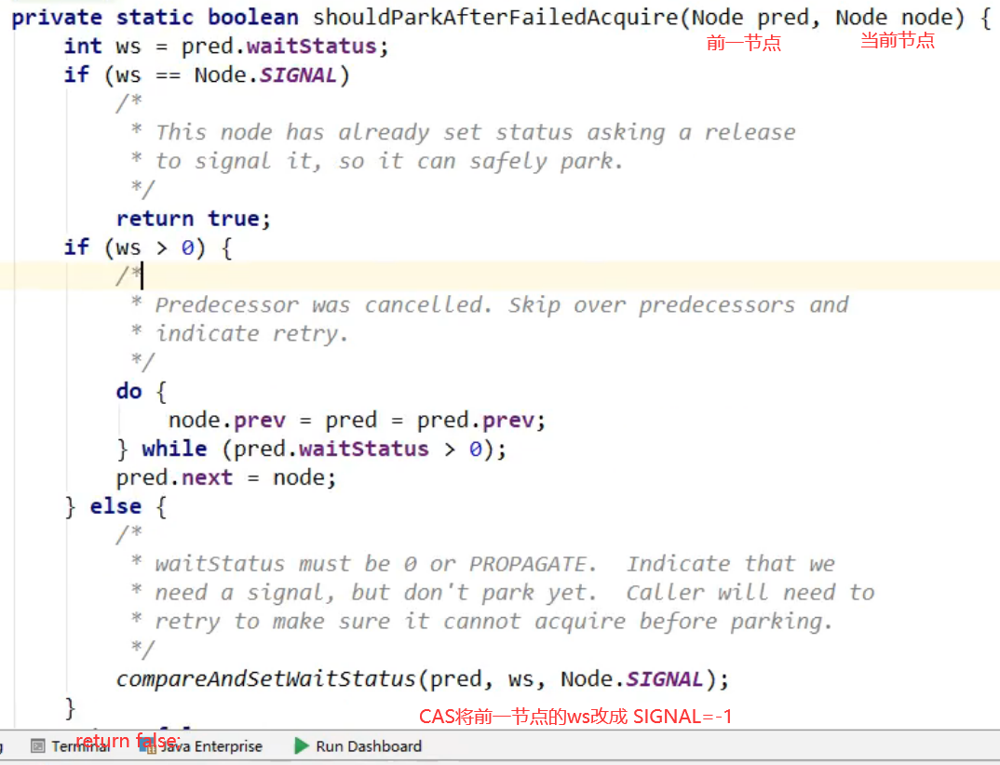 private static boolean shouldParkAfterFailedAcquire(Node pred, Node node) {
前一节点 当前节点
int ws = pred.waitStatus;
if (ws == Node.SIGNAL)
/*
* This node has already set status asking a release
* to signal it, so it can safely park.
*/
return true;
if (ws > 0) {
/*
* Predecessor was cancelled. Skip over predecessors and
* indicate retry.
*/
do {
node.prev = pred = pred.prev;
} while (pred.waitStatus > 0);
pred.next = node;
} else {
/*
* waitStatus must be 0 or PROPAGATE.  Indicate that we
* need a signal, but don't park yet.  Caller will need to
* retry to make sure it cannot acquire before parking.
*/
compareAndSetWaitStatus(pred, ws, Node.SIGNAL);
}
CAS将前一节点的ws改成 SIGNAL=-1
return false;
Terminal Java Enterprise Run Dashboard